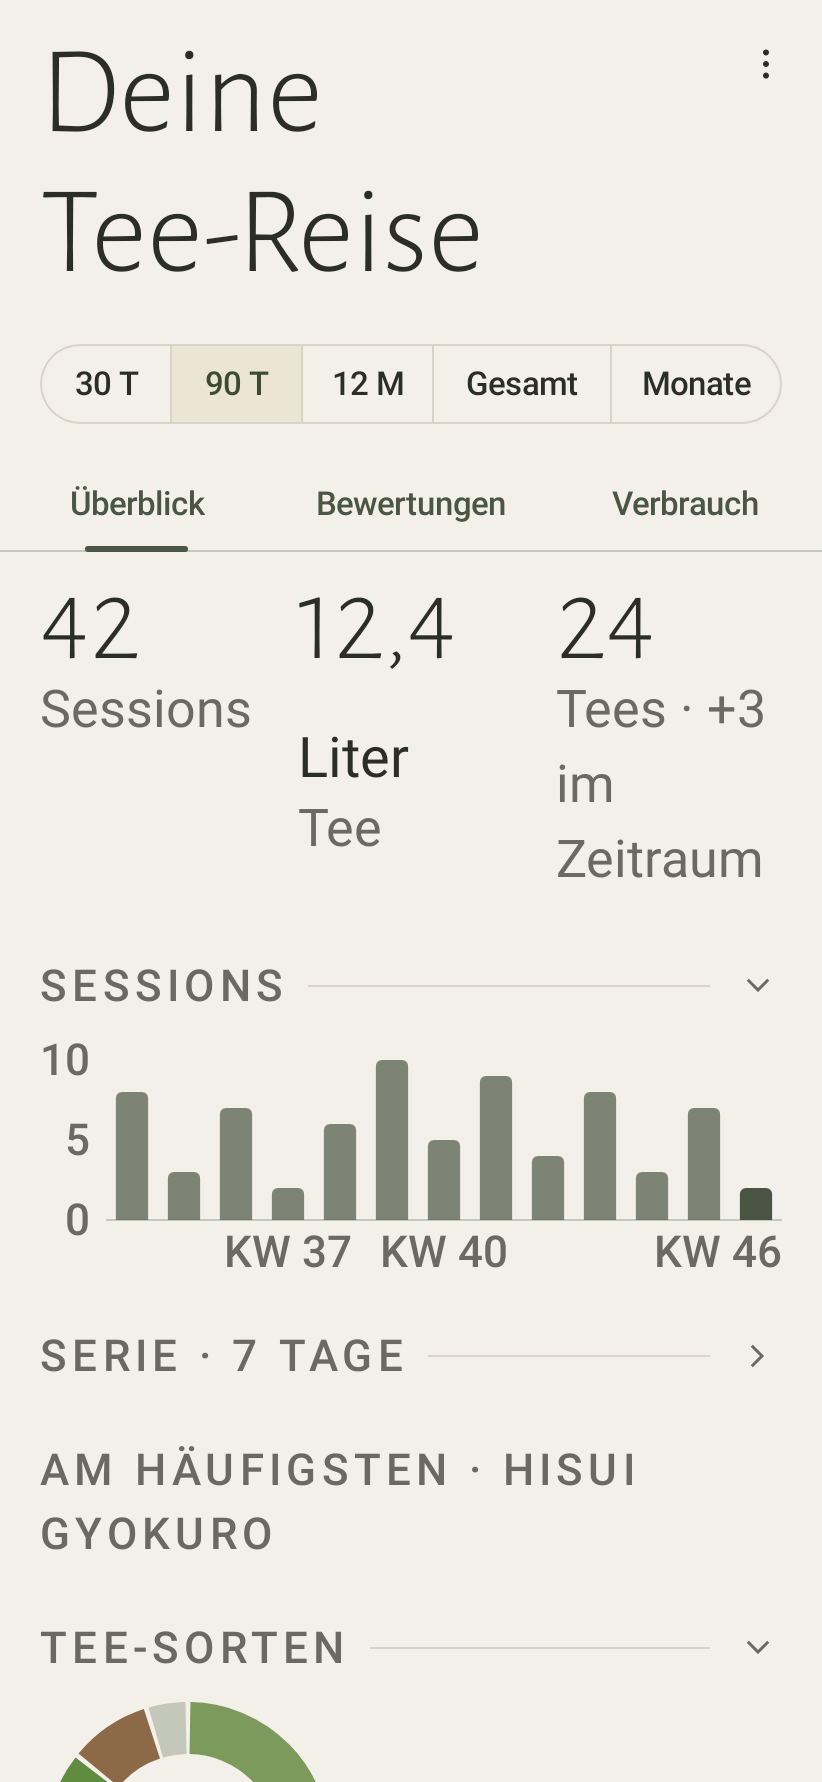 Deine
Tee-Reise
30 T 90 T 12 M Gesamt Monate
Überblick Bewertungen Verbrauch
42
Sessions
12,4
Liter
Tee
24
Tees · +3
im
Zeitraum
SESSIONS
10
5
0
KW 37 KW 40 KW 46
SERIE · 7 TAGE
AM HÄUFIGSTEN · HISUI
GYOKURO
TEE-SORTEN